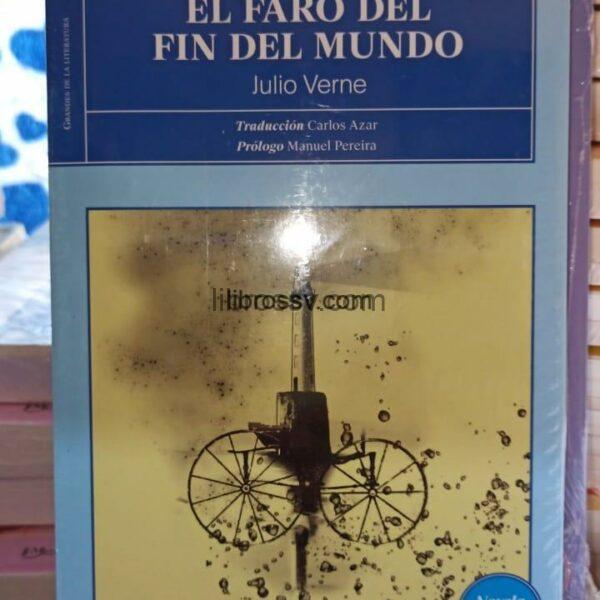 EL FARO DEL
FIN DEL MUNDO
Julio Verne
Traducción Carlos Azar
Prólogo Manuel Pereira
GRANDES DE LA LITERATURA
librossv.com
Novela